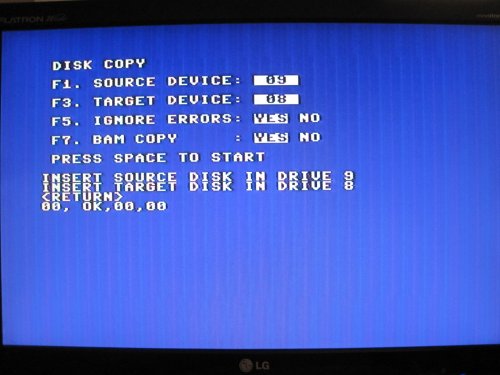 FLATRON
DISK COPY
F1. SOURCE DEVICE: 09
F3. TARGET DEVICE: 08
F5. IGNORE ERRORS: YES NO
F7. BAM COPY : YES NO
PRESS SPACE TO START
INSERT SOURCE DISK IN DRIVE 9
INSERT TARGET DISK IN DRIVE 8
<RETURN>
00, OK,00,00
LG